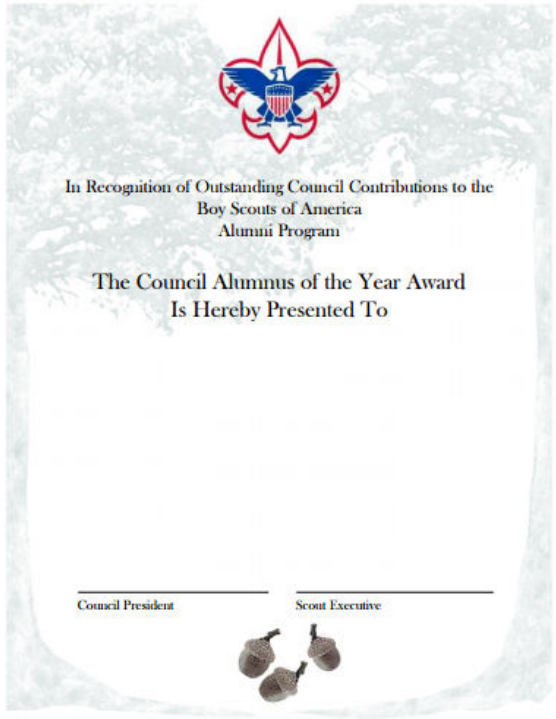 In Recognition of Outstanding Council Contributions to the
Boy Scouts of America
Alumni Program
The Council Alumnus of the Year Award
Is Hereby Presented To
Council President
Scout Executive